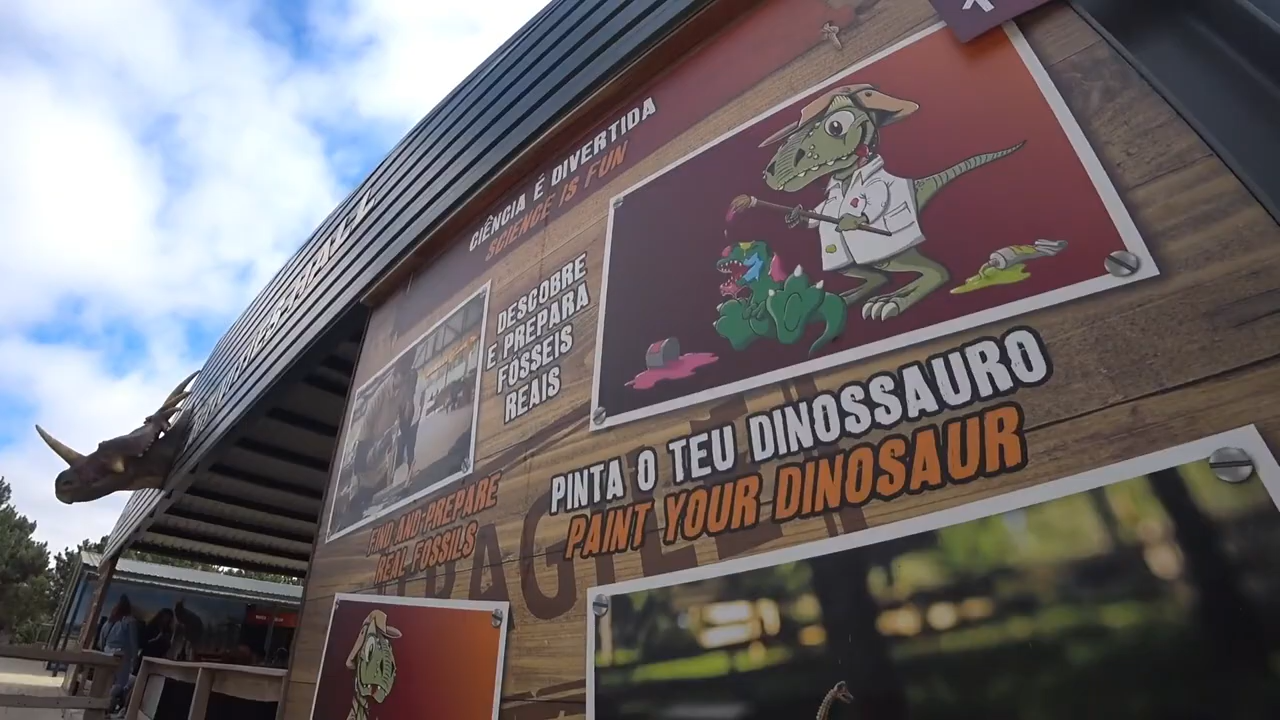 CIÊNCIA É DIVERTIDA
SCIENCE IS FUN
DESCOBRE
E PREPARA
FÓSSEIS
REAIS
FIND AND PREPARE
REAL FOSSILS
PINTA O TEU DINOSSAURO
PAINT YOUR DINOSAUR
FRAGILE